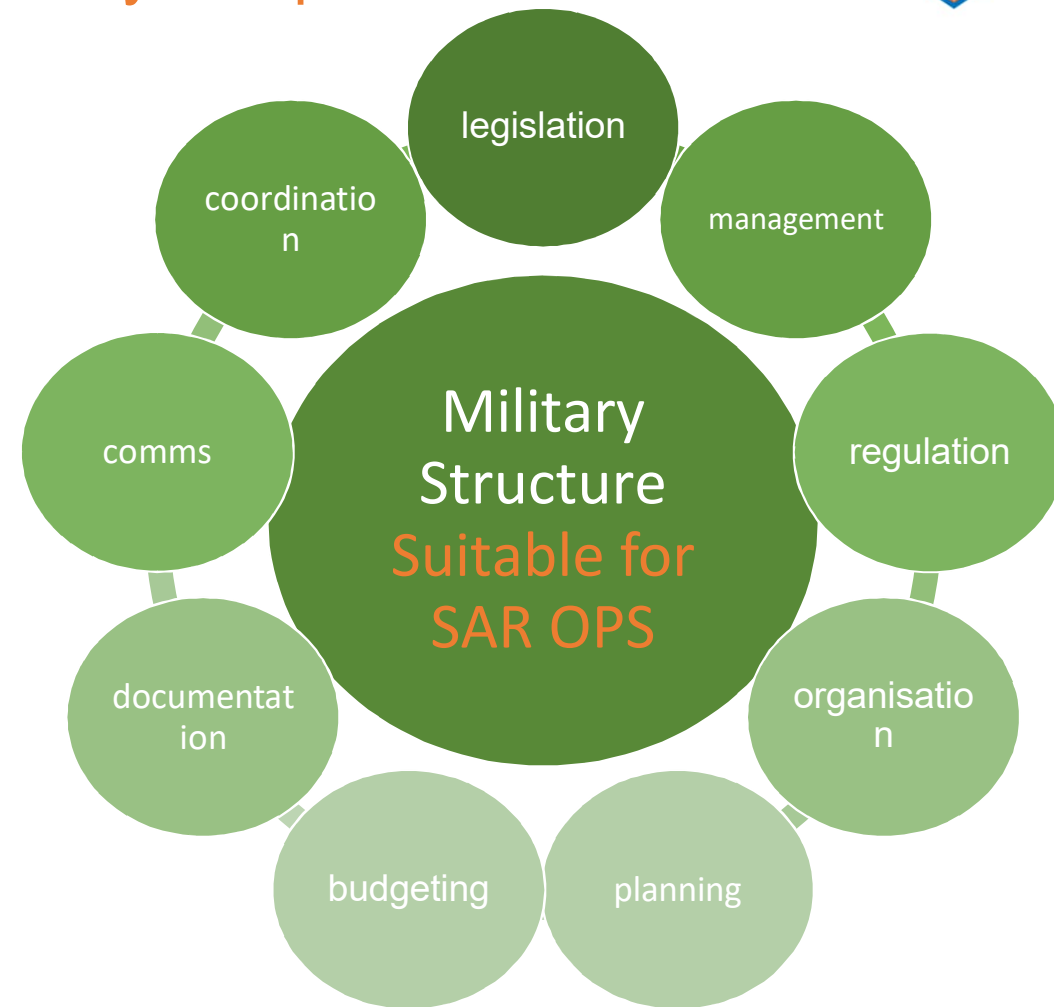 legislation
management
regulation
organisatio
n
planning
budgeting
documentat
ion
comms
coordinatio
n
Military
Structure
Suitable for
SAR OPS